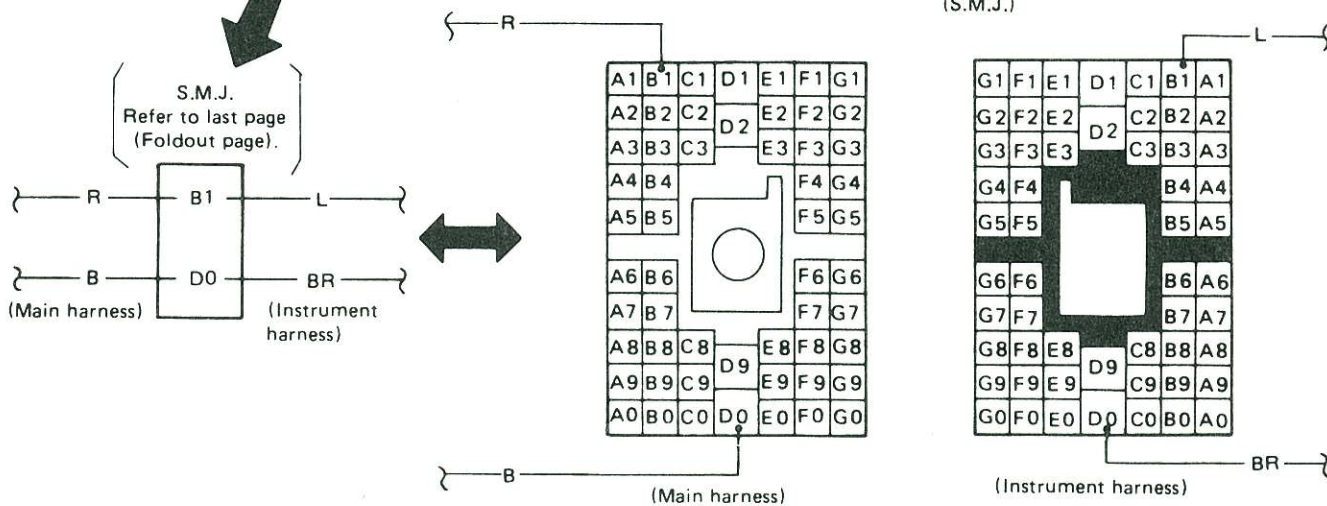 S.M.J.
Refer to last page
(Foldout page).
R B1 L
B D0 BR
(Main harness)
(Instrument
harness)
R
A1 B1 C1 D1 E1 F1 G1
A2 B2 C2 D2 E2 F2 G2
A3 B3 C3 E3 F3 G3
A4 B4 F4 G4
A5 B5 F5 G5
A6 B6 F6 G6
A7 B7 F7 G7
A8 B8 C8 E8 F8 G8
D9
A9 B9 C9 E9 F9 G9
A0 B0 C0 D0 E0 F0 G0
B
(Main harness)
(S.M.J.)
L
G1 F1 E1 D1 C1 B1 A1
G2 F2 E2 D2 C2 B2 A2
G3 F3 E3 C3 B3 A3
G4 F4 B4 A4
G5 F5 B5 A5
G6 F6 B6 A6
G7 F7 B7 A7
G8 F8 E8 C8 B8 A8
D9
G9 F9 E9 C9 B9 A9
G0 F0 E0 D0 C0 B0 A0
BR
(Instrument harness)